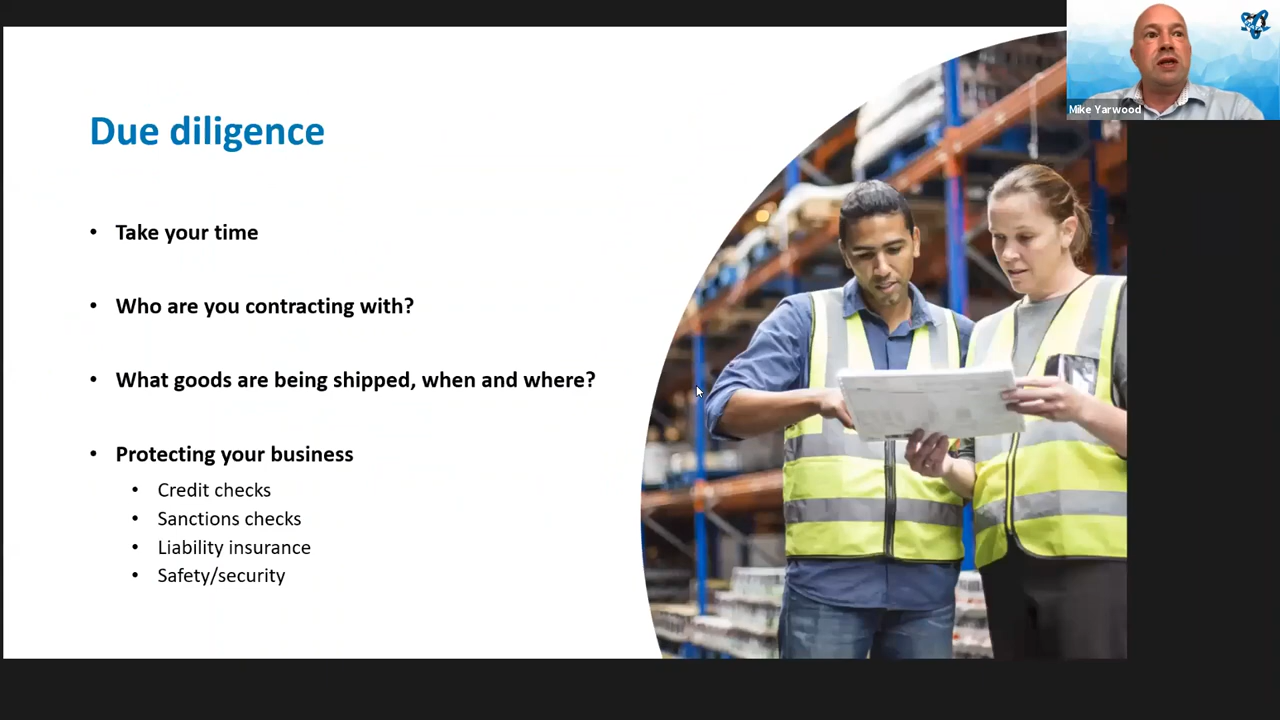 Due diligence
• Take your time
• Who are you contracting with?
• What goods are being shipped, when and where?
• Protecting your business
• Credit checks
• Sanctions checks
• Liability insurance
• Safety/security
Mike Yarwood